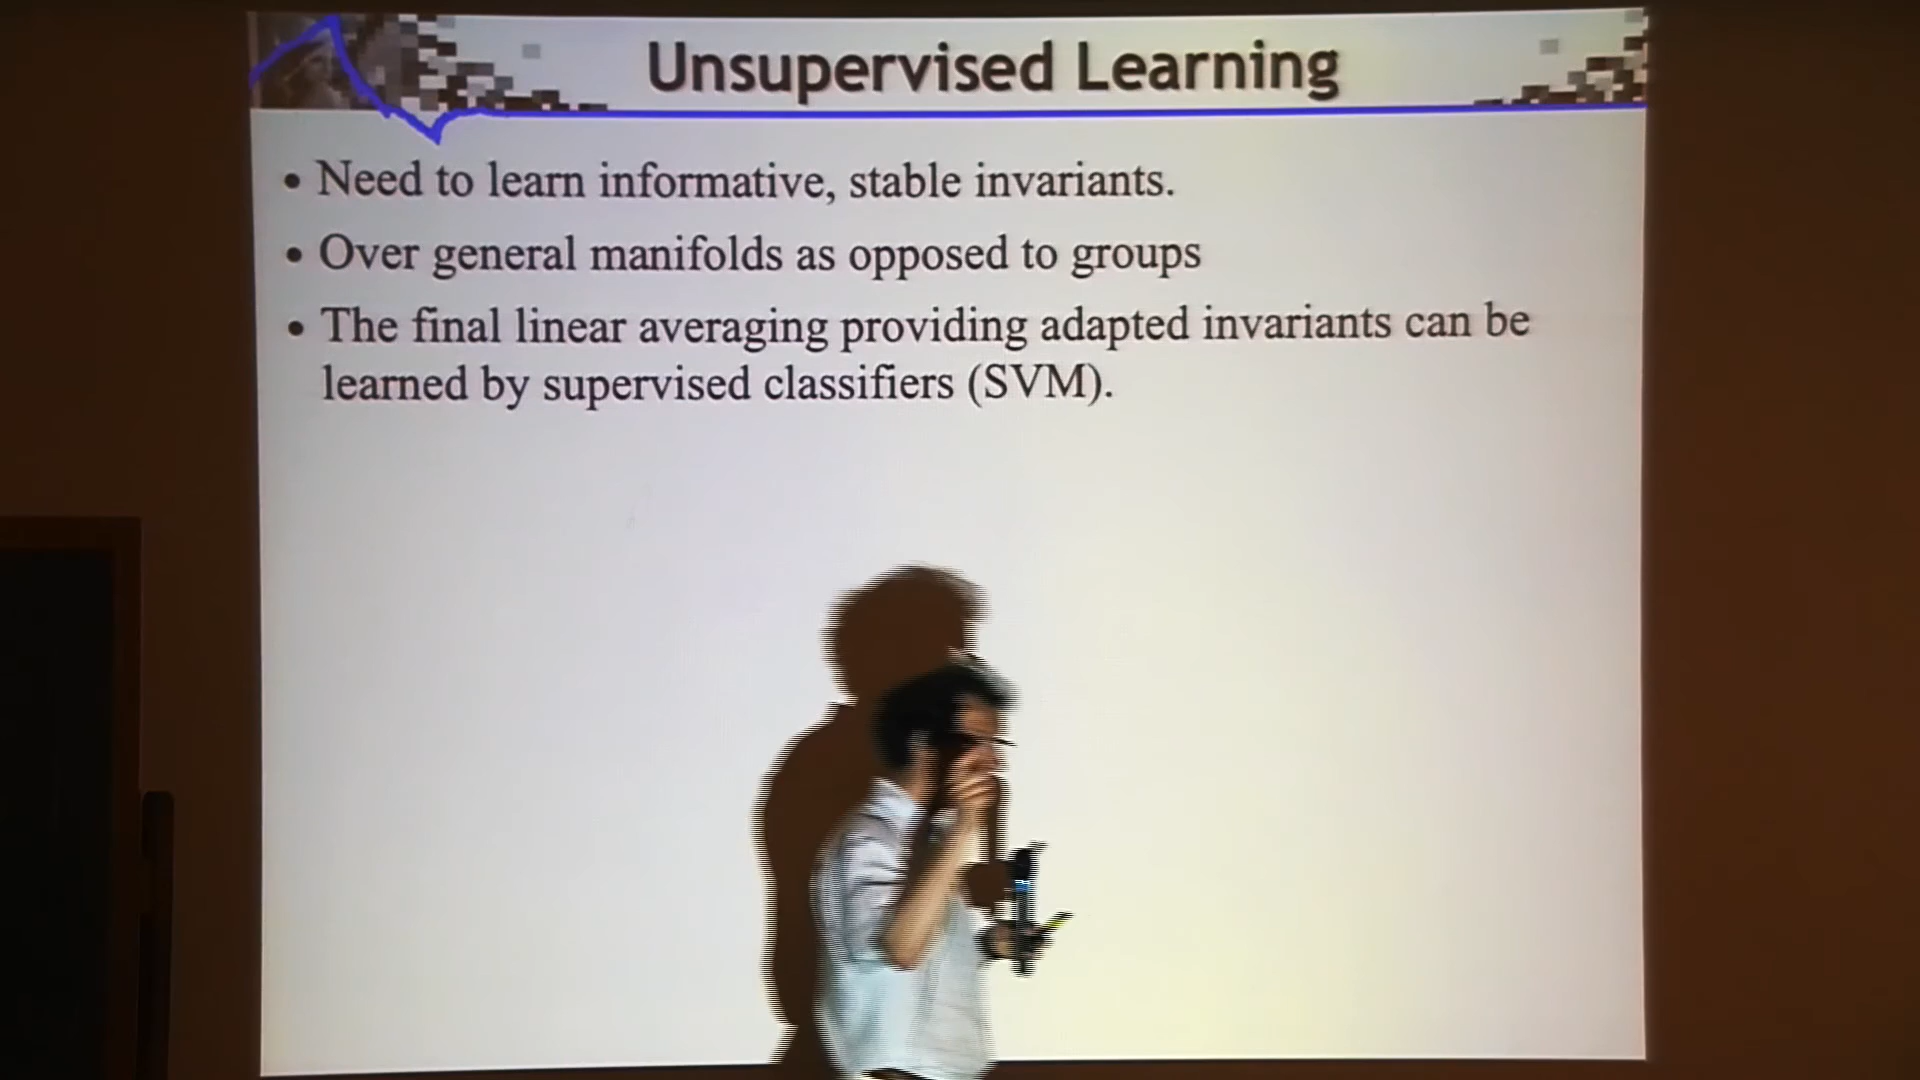 Unsupervised Learning
• Need to learn informative, stable invariants.
• Over general manifolds as opposed to groups
• The final linear averaging providing adapted invariants can be
learned by supervised classifiers (SVM).